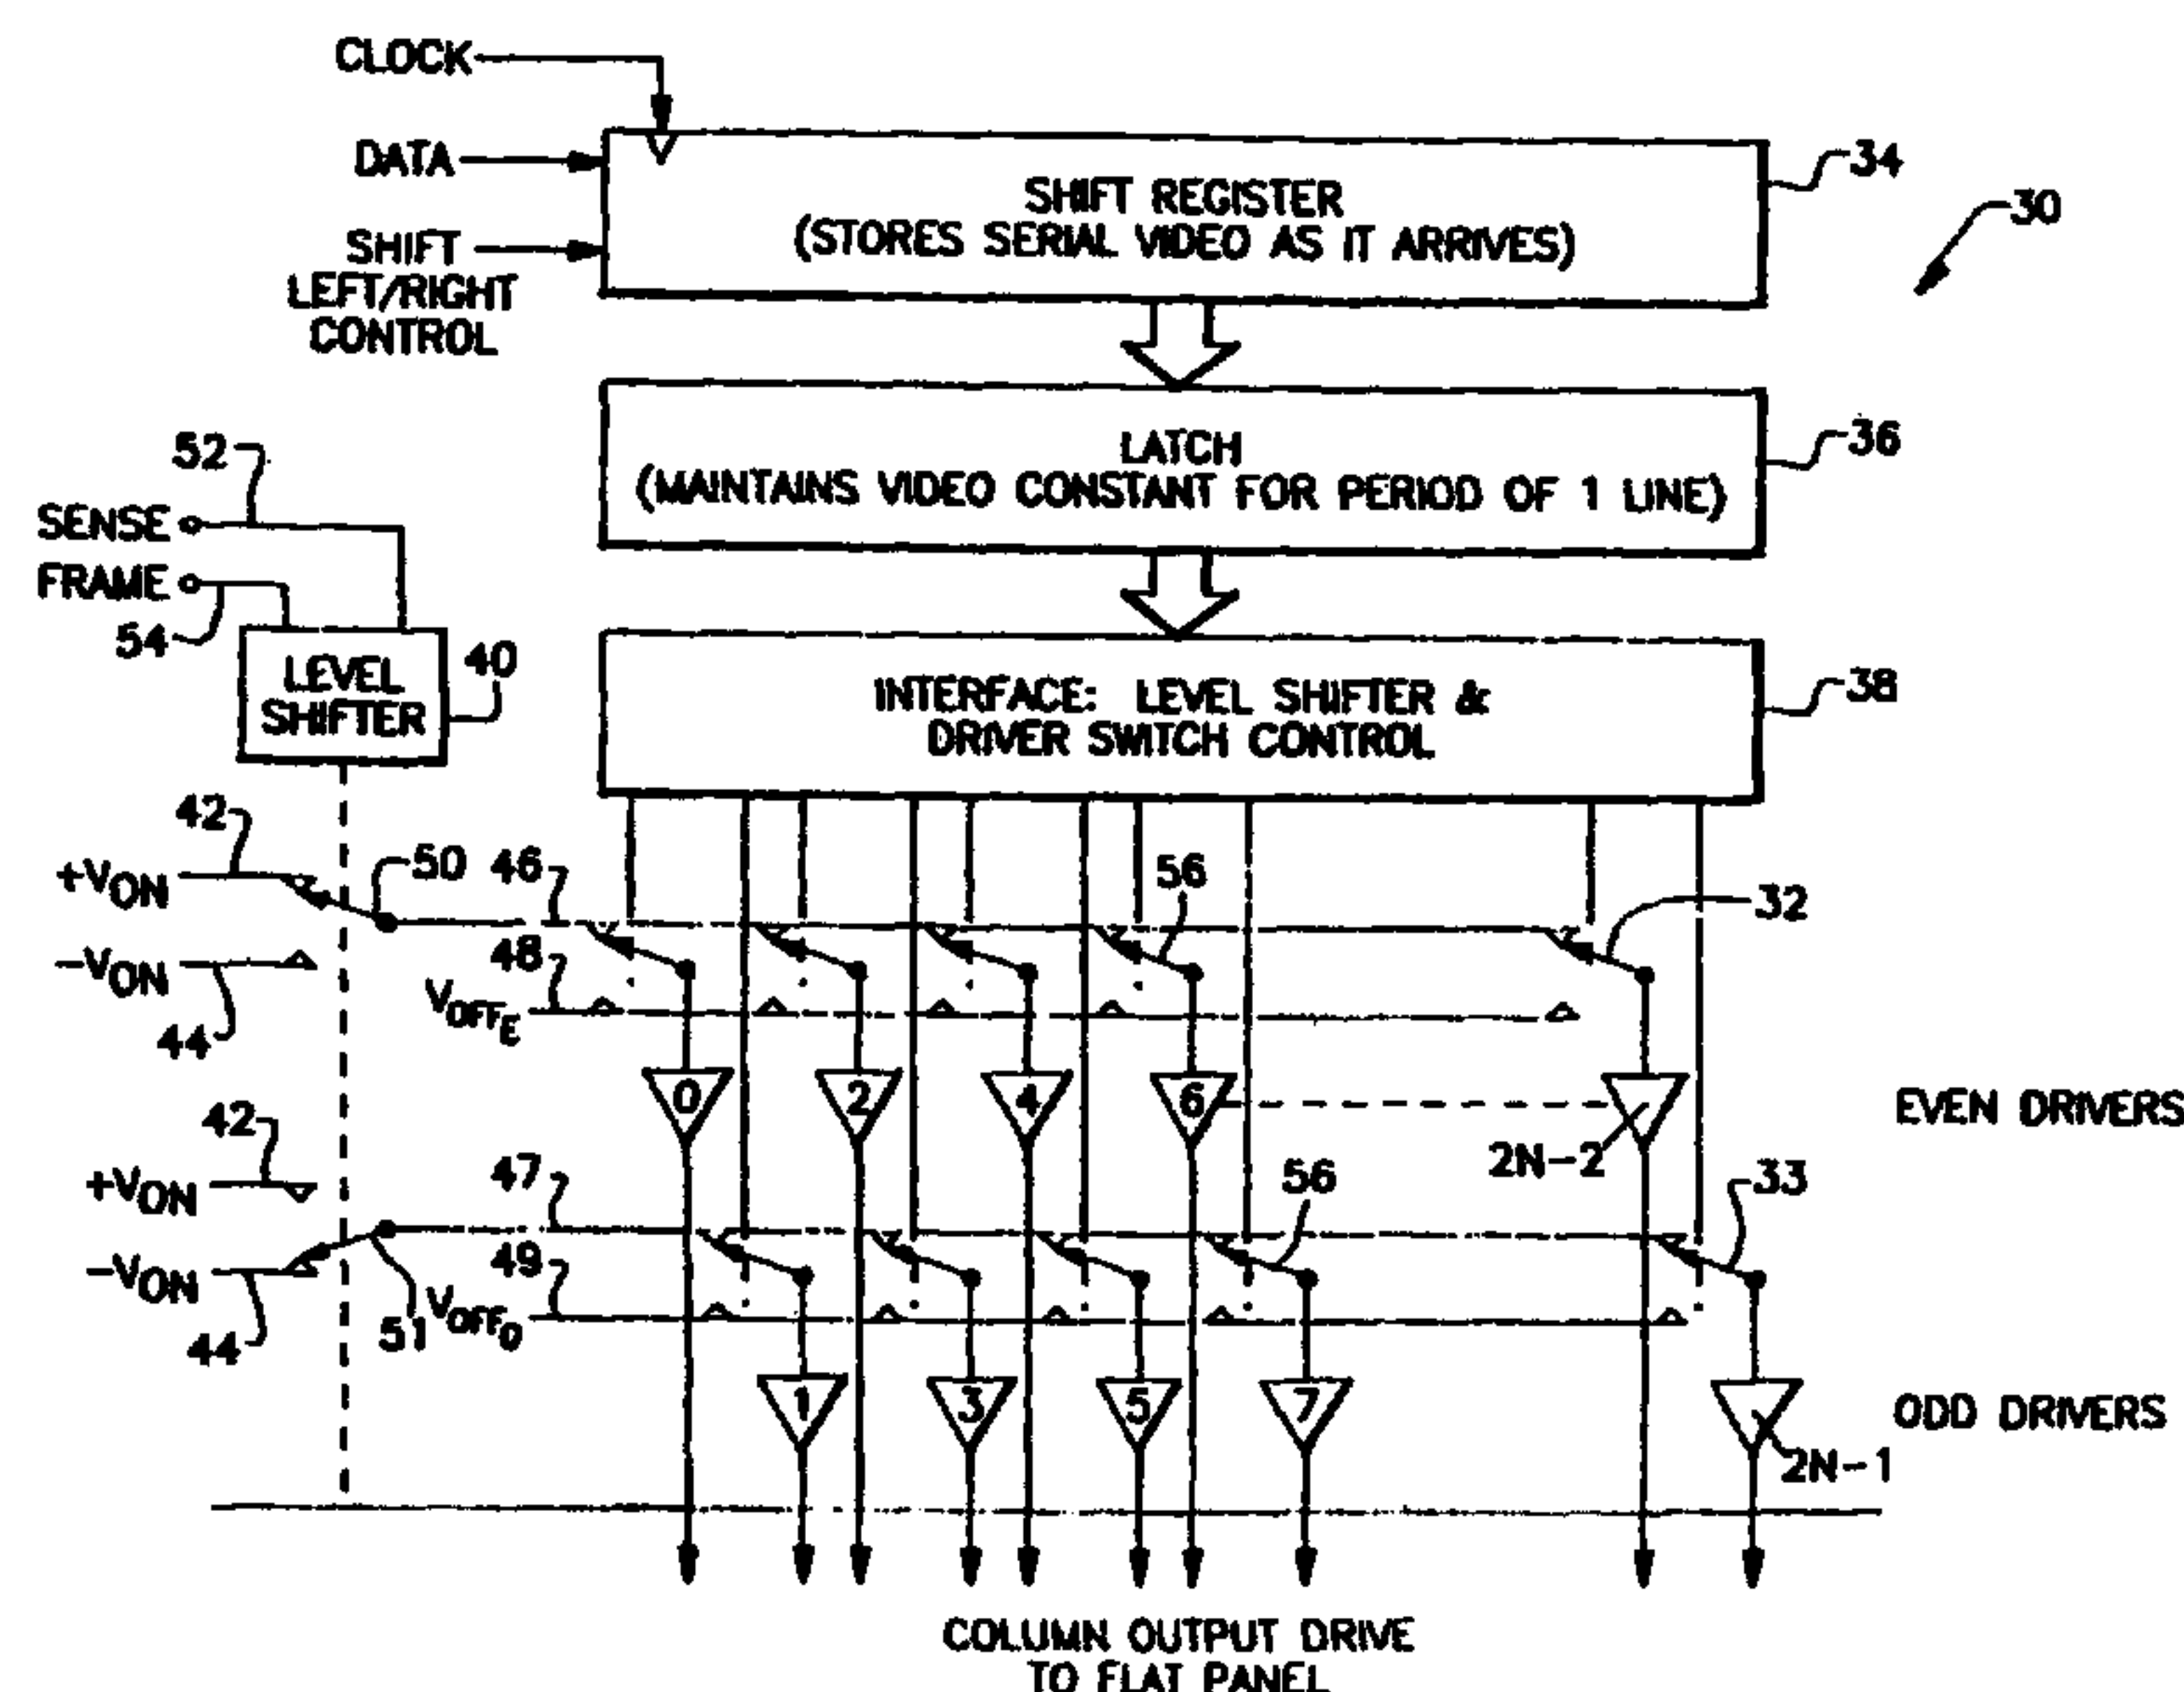 CLOCK
DATA
SHIFT
LEFT/RIGHT
CONTROL
SHIFT REGISTER
(STORES SERIAL VIDEO AS IT ARRIVES)
34
30
LATCH
(MAINTAINS VIDEO CONSTANT FOR PERIOD OF 1 LINE)
36
52
SENSE
FRAME
54
LEVEL
SHIFTER
40
INTERFACE: LEVEL SHIFTER &
DRIVER SWITCH CONTROL
38
42
+VON
50
46
56
32
-VON
44
48
VOFFE
0
2
4
6
2N-2
EVEN DRIVERS
42
+VON
47
56
33
-VON
44
51
49
VOFFO
1
3
5
7
2N-1
ODD DRIVERS
COLUMN OUTPUT DRIVE
TO FLAT PANEL